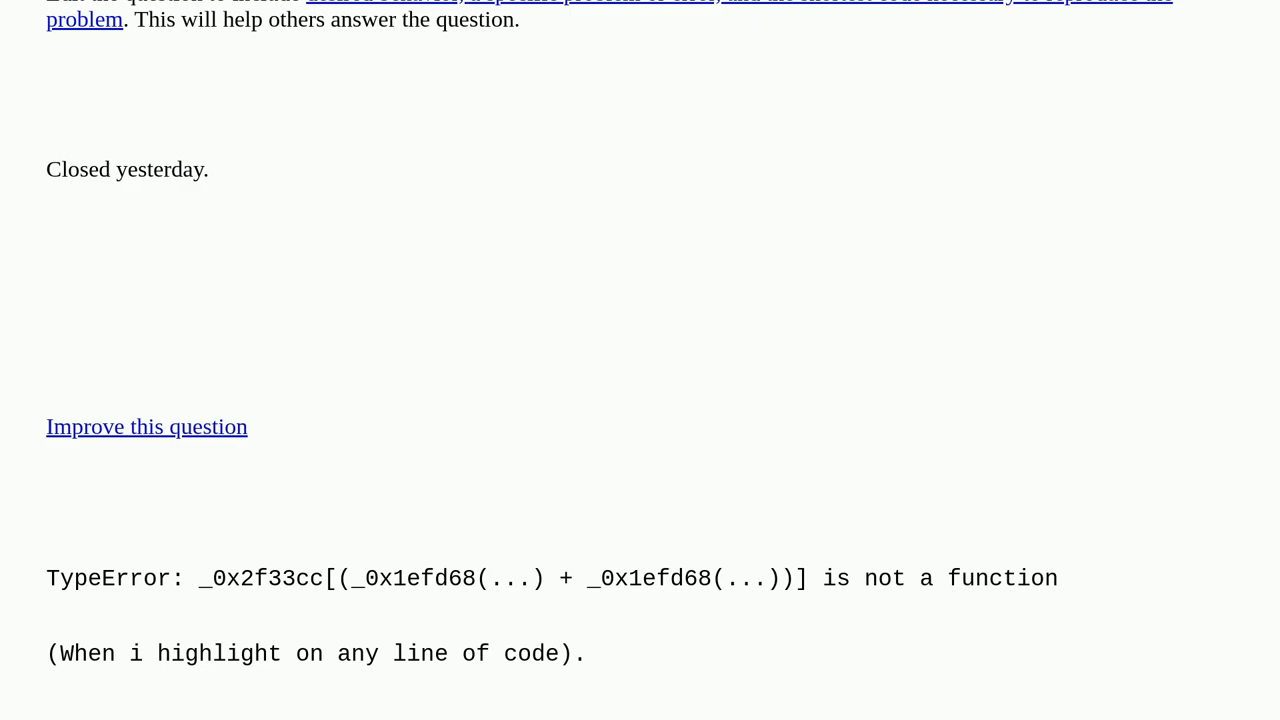 problem. This will help others answer the question.
Closed yesterday.
Improve this question
TypeError: _0x2f33cc[(_0x1efd68(...) + _0x1efd68(...))] is not a function
(When i highlight on any line of code).